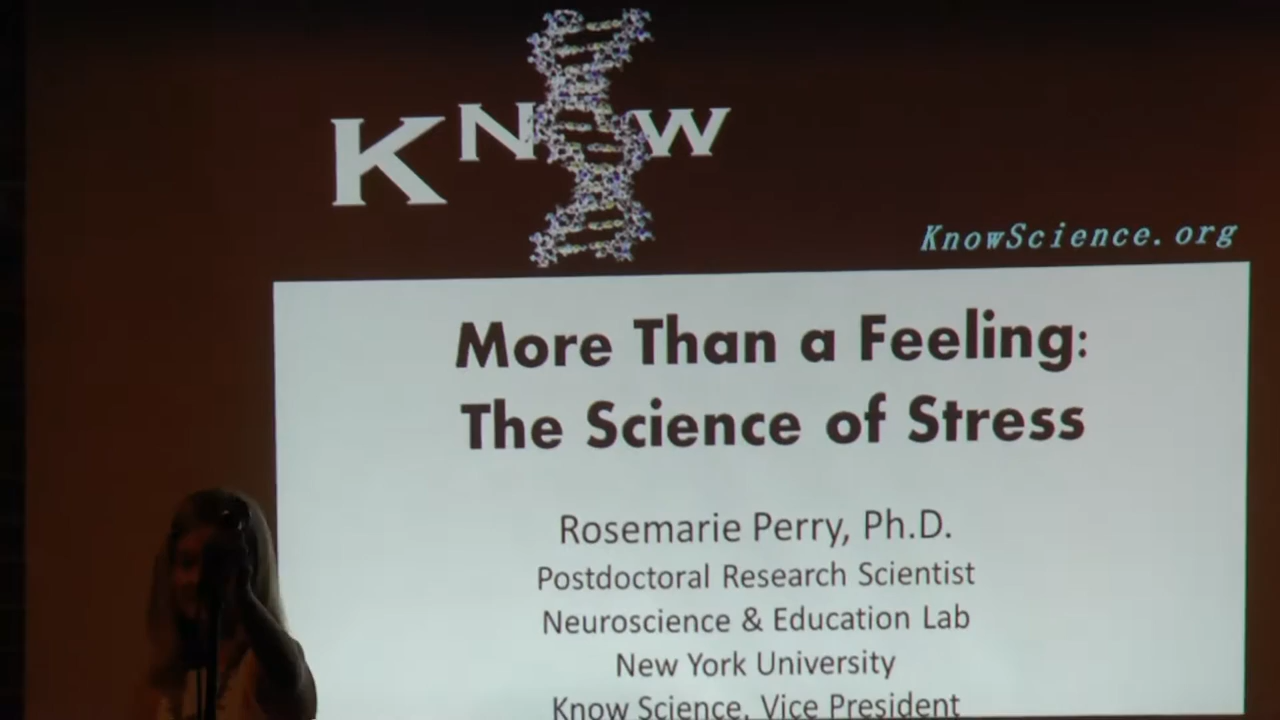 KNOW
KnowScience.org
More Than a Feeling:
The Science of Stress
Rosemarie Perry, Ph.D.
Postdoctoral Research Scientist
Neuroscience & Education Lab
New York University
Know Science, Vice President